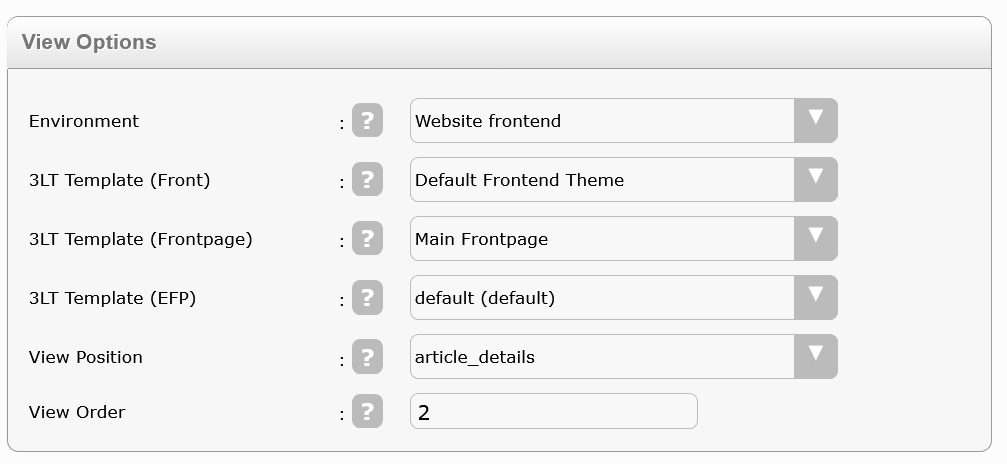 View Options
Environment : ? Website frontend ▼
3LT Template (Front) : ? Default Frontend Theme ▼
3LT Template (Frontpage) : ? Main Frontpage ▼
3LT Template (EFP) : ? default (default) ▼
View Position : ? article_details ▼
View Order : ? 2